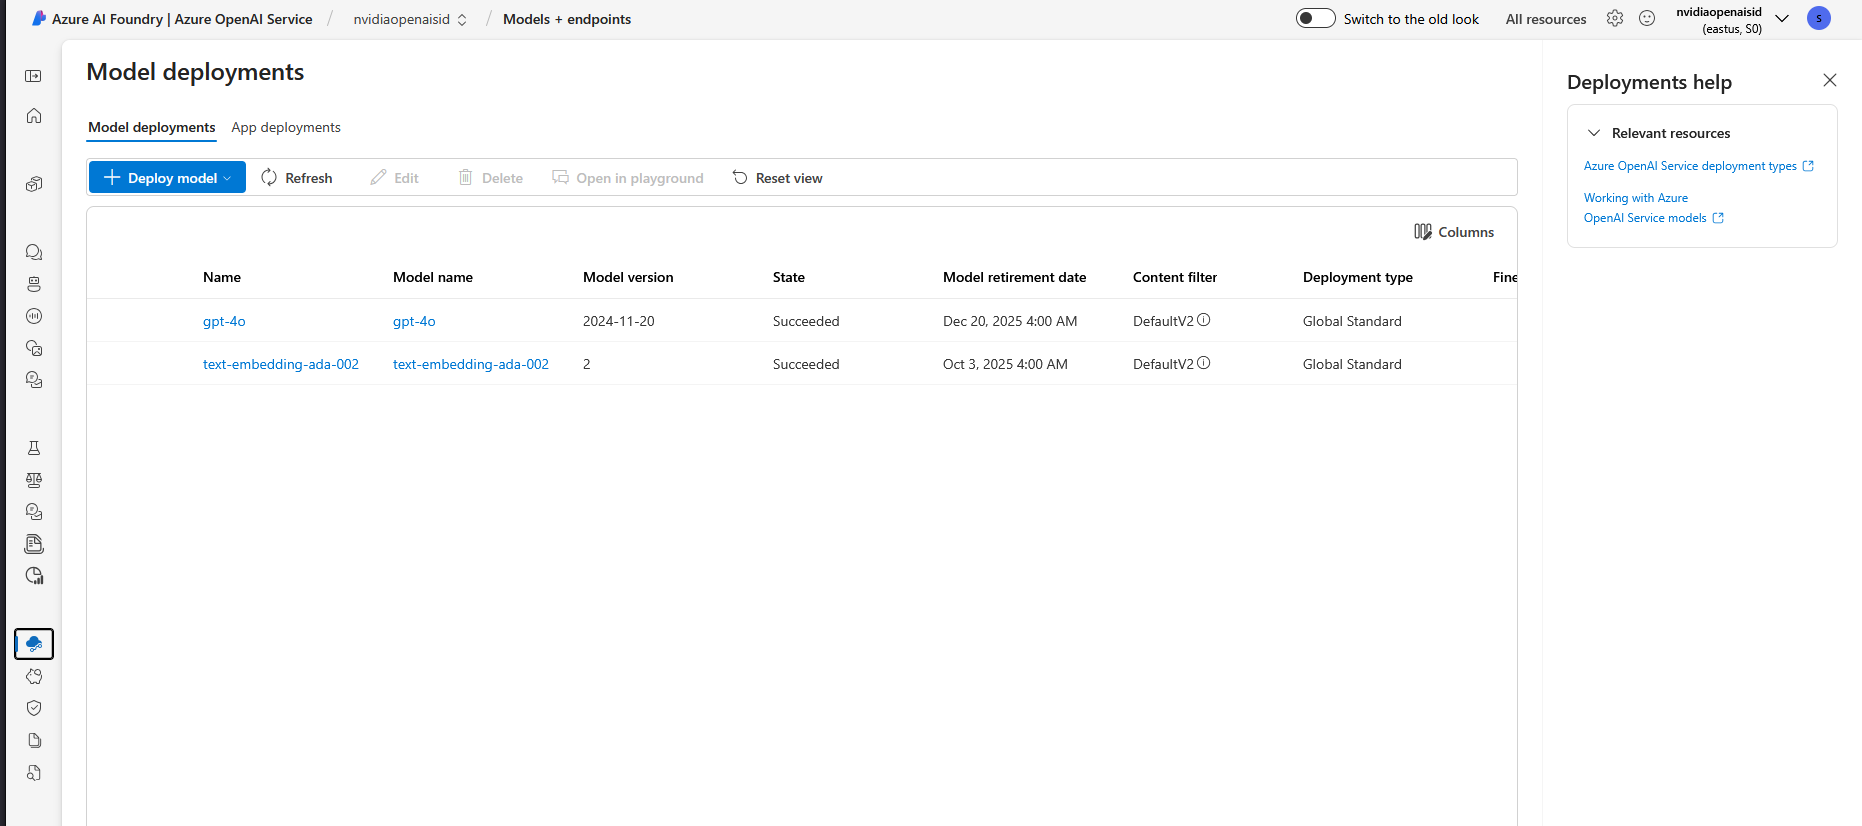 Azure AI Foundry | Azure OpenAI Service / nvidiaopenaisid / Models + endpoints
Switch to the old look All resources nvidiaopenaisid
(eastus, S0)
S
Model deployments
Model deployments App deployments
Deploy model Refresh Edit Delete Open in playground Reset view
Columns
Name Model name Model version State Model retirement date Content filter Deployment type Fine
gpt-4o gpt-4o 2024-11-20 Succeeded Dec 20, 2025 4:00 AM DefaultV2 Global Standard
text-embedding-ada-002 text-embedding-ada-002 2 Succeeded Oct 3, 2025 4:00 AM DefaultV2 Global Standard
Deployments help
Relevant resources
Azure OpenAI Service deployment types
Working with Azure
OpenAI Service models